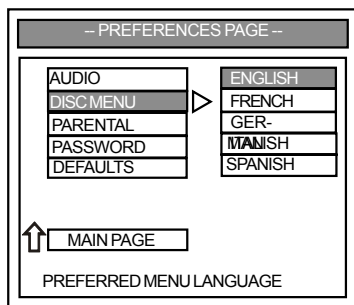 -- PREFERENCES PAGE --
AUDIO
DISC MENU
PARENTAL
PASSWORD
DEFAULTS
ENGLISH
FRENCH
GER-
SPANISH
MAIN PAGE
PREFERRED MENU LANGUAGE